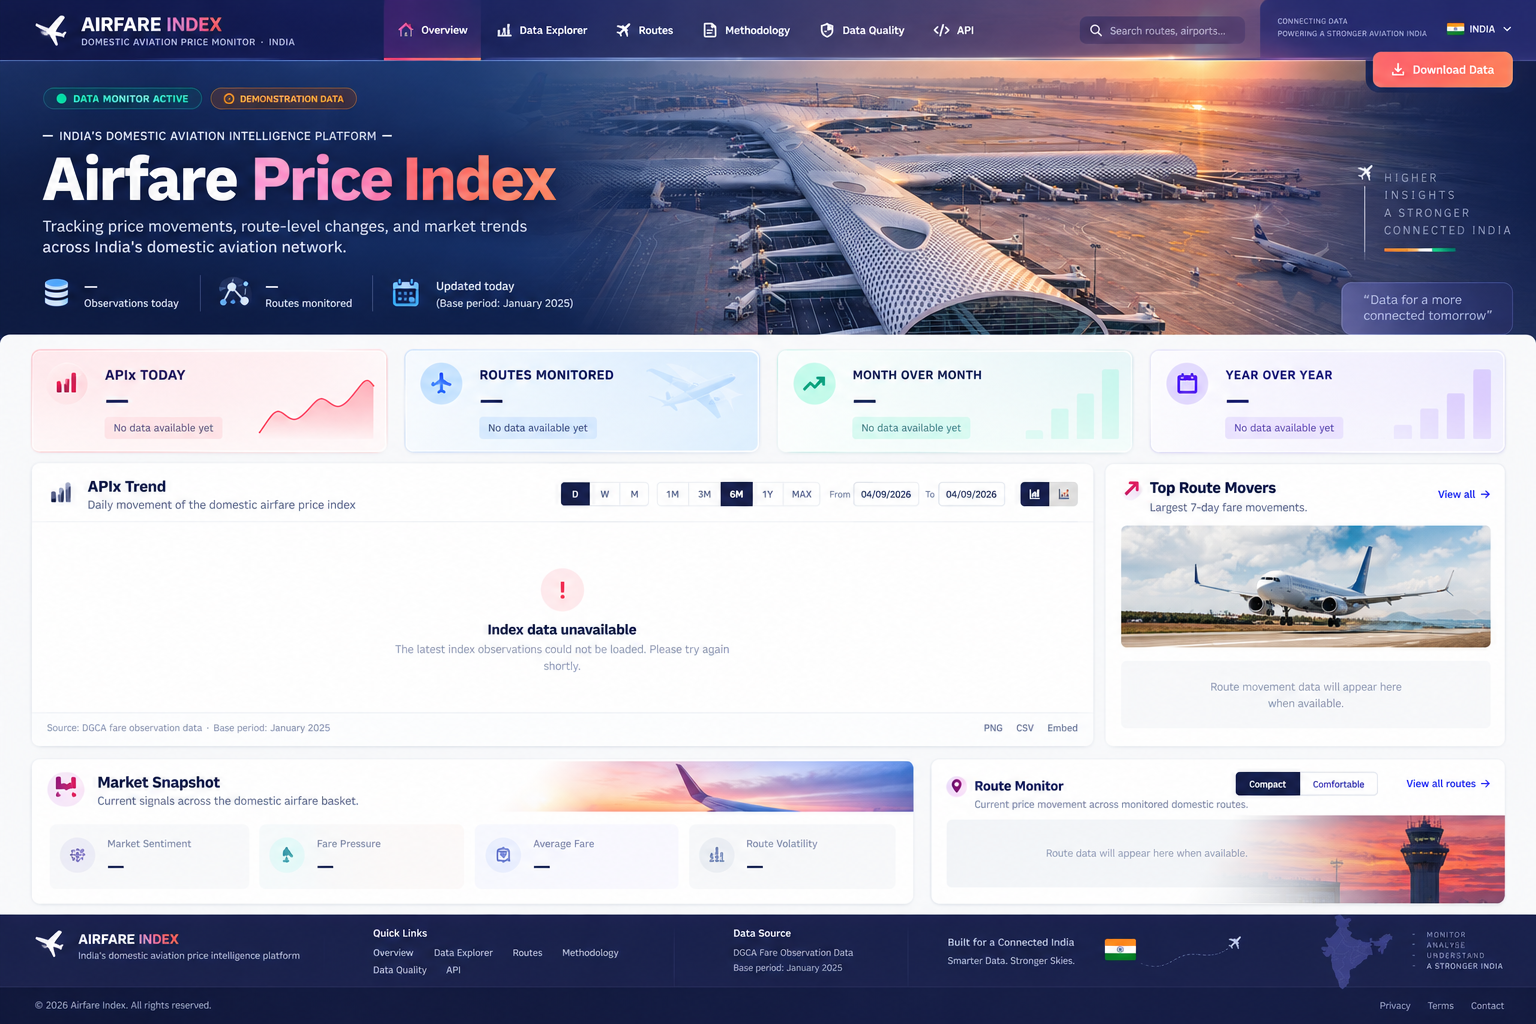 AIRFARE INDEX
DOMESTIC AVIATION PRICE MONITOR · INDIA
Overview
Data Explorer
Routes
Methodology
Data Quality
API
Search routes, airports...
CONNECTING DATA
POWERING A STRONGER AVIATION INDIA
INDIA
Download Data
DATA MONITOR ACTIVE
DEMONSTRATION DATA
— INDIA'S DOMESTIC AVIATION INTELLIGENCE PLATFORM —
Airfare Price Index
Tracking price movements, route-level changes, and market trends
across India's domestic aviation network.
—
Observations today
—
Routes monitored
Updated today
(Base period: January 2025)
HIGHER
INSIGHTS
A STRONGER
CONNECTED INDIA
“Data for a more
connected tomorrow”
APIx TODAY
—
No data available yet
ROUTES MONITORED
—
No data available yet
MONTH OVER MONTH
—
No data available yet
YEAR OVER YEAR
—
No data available yet
APIx Trend
Daily movement of the domestic airfare price index
D W M
1M 3M 6M 1Y MAX
From 04/09/2026 To 04/09/2026
!
Index data unavailable
The latest index observations could not be loaded. Please try again
shortly.
Source: DGCA fare observation data · Base period: January 2025
PNG CSV Embed
Top Route Movers
Largest 7-day fare movements.
View all →
Route movement data will appear here
when available.
Market Snapshot
Current signals across the domestic airfare basket.
Market Sentiment
—
Fare Pressure
—
Average Fare
—
Route Volatility
—
Route Monitor
Current price movement across monitored domestic routes.
Compact Comfortable
View all routes →
Route data will appear here when available.
AIRFARE INDEX
India's domestic aviation price intelligence platform
Quick Links
Overview Data Explorer Routes Methodology
Data Quality API
Data Source
DGCA Fare Observation Data
Base period: January 2025
Built for a Connected India
Smarter Data. Stronger Skies.
- MONITOR
- ANALYSE
- UNDERSTAND
- A STRONGER INDIA
© 2026 Airfare Index. All rights reserved.
Privacy Terms Contact